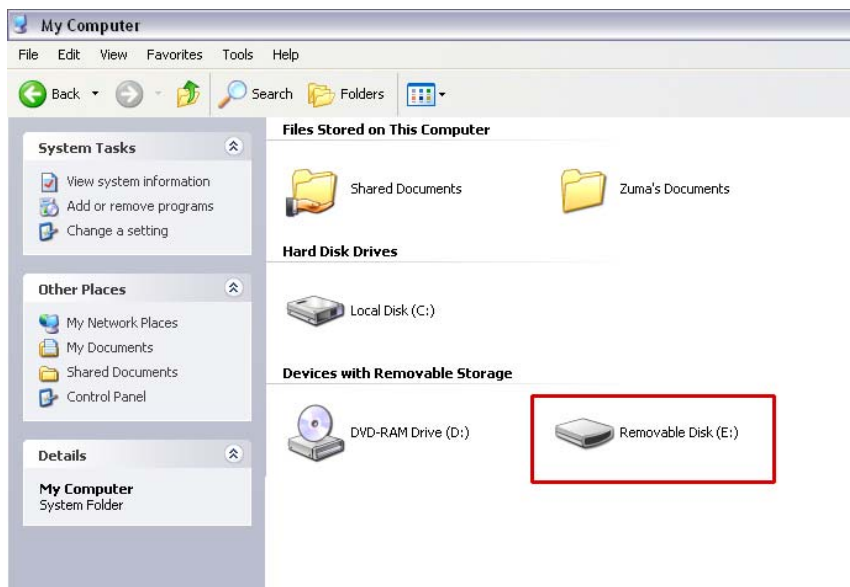 My Computer
File Edit View Favorites Tools Help
Back Search Folders
System Tasks
View system information
Add or remove programs
Change a setting
Other Places
My Network Places
My Documents
Shared Documents
Control Panel
Details
My Computer
System Folder
Files Stored on This Computer
Shared Documents Zuma's Documents
Hard Disk Drives
Local Disk (C:)
Devices with Removable Storage
DVD-RAM Drive (D:) Removable Disk (E:)